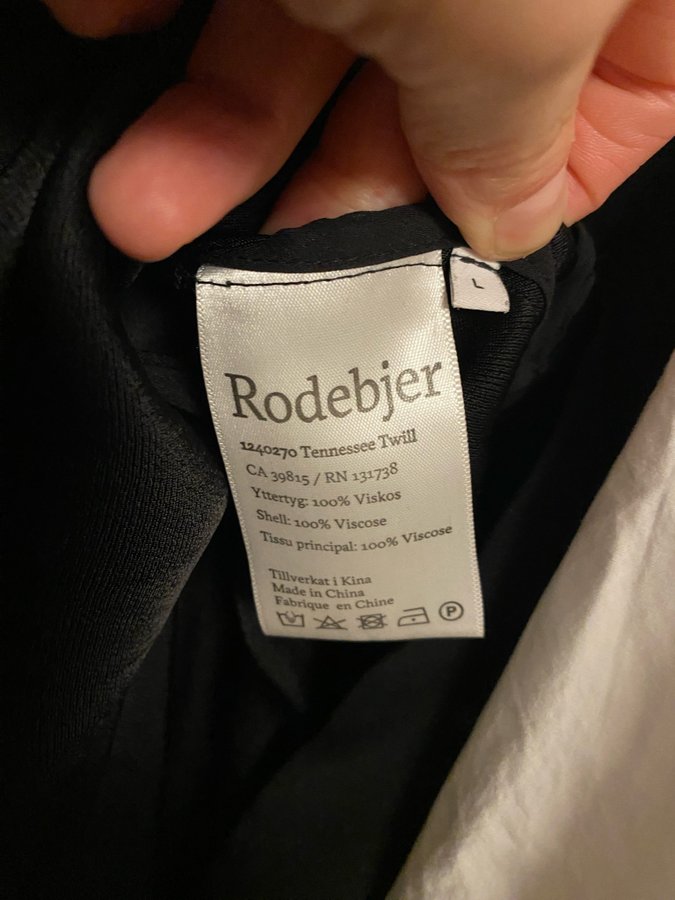 L
Rodebjer
1240270 Tennessee Twill
CA 39815 / RN 131738
Yttertyg: 100% Viskos
Shell: 100% Viscose
Tissu principal: 100% Viscose
Tillverkat i Kina
Made in China
Fabrique en Chine
P